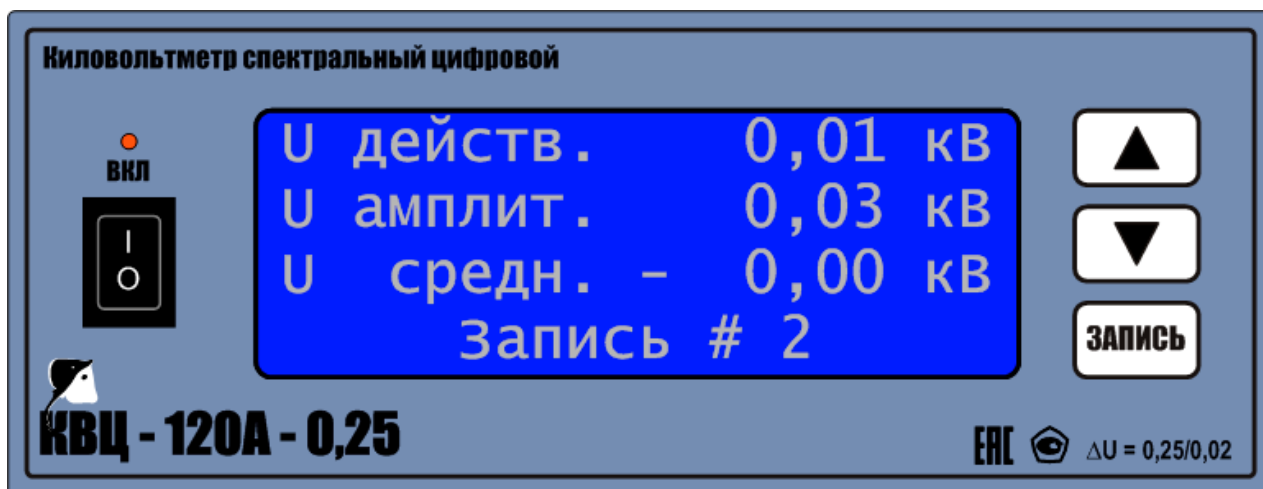 Киловольтметр спектральный цифровой
ВКЛ
U действ. 0,01 кВ
U амплит. 0,03 кВ
U средн. - 0,00 кВ
Запись # 2
ЗАПИСЬ
КВЦ - 120А - 0,25
ЕАС ΔU = 0,25/0,02